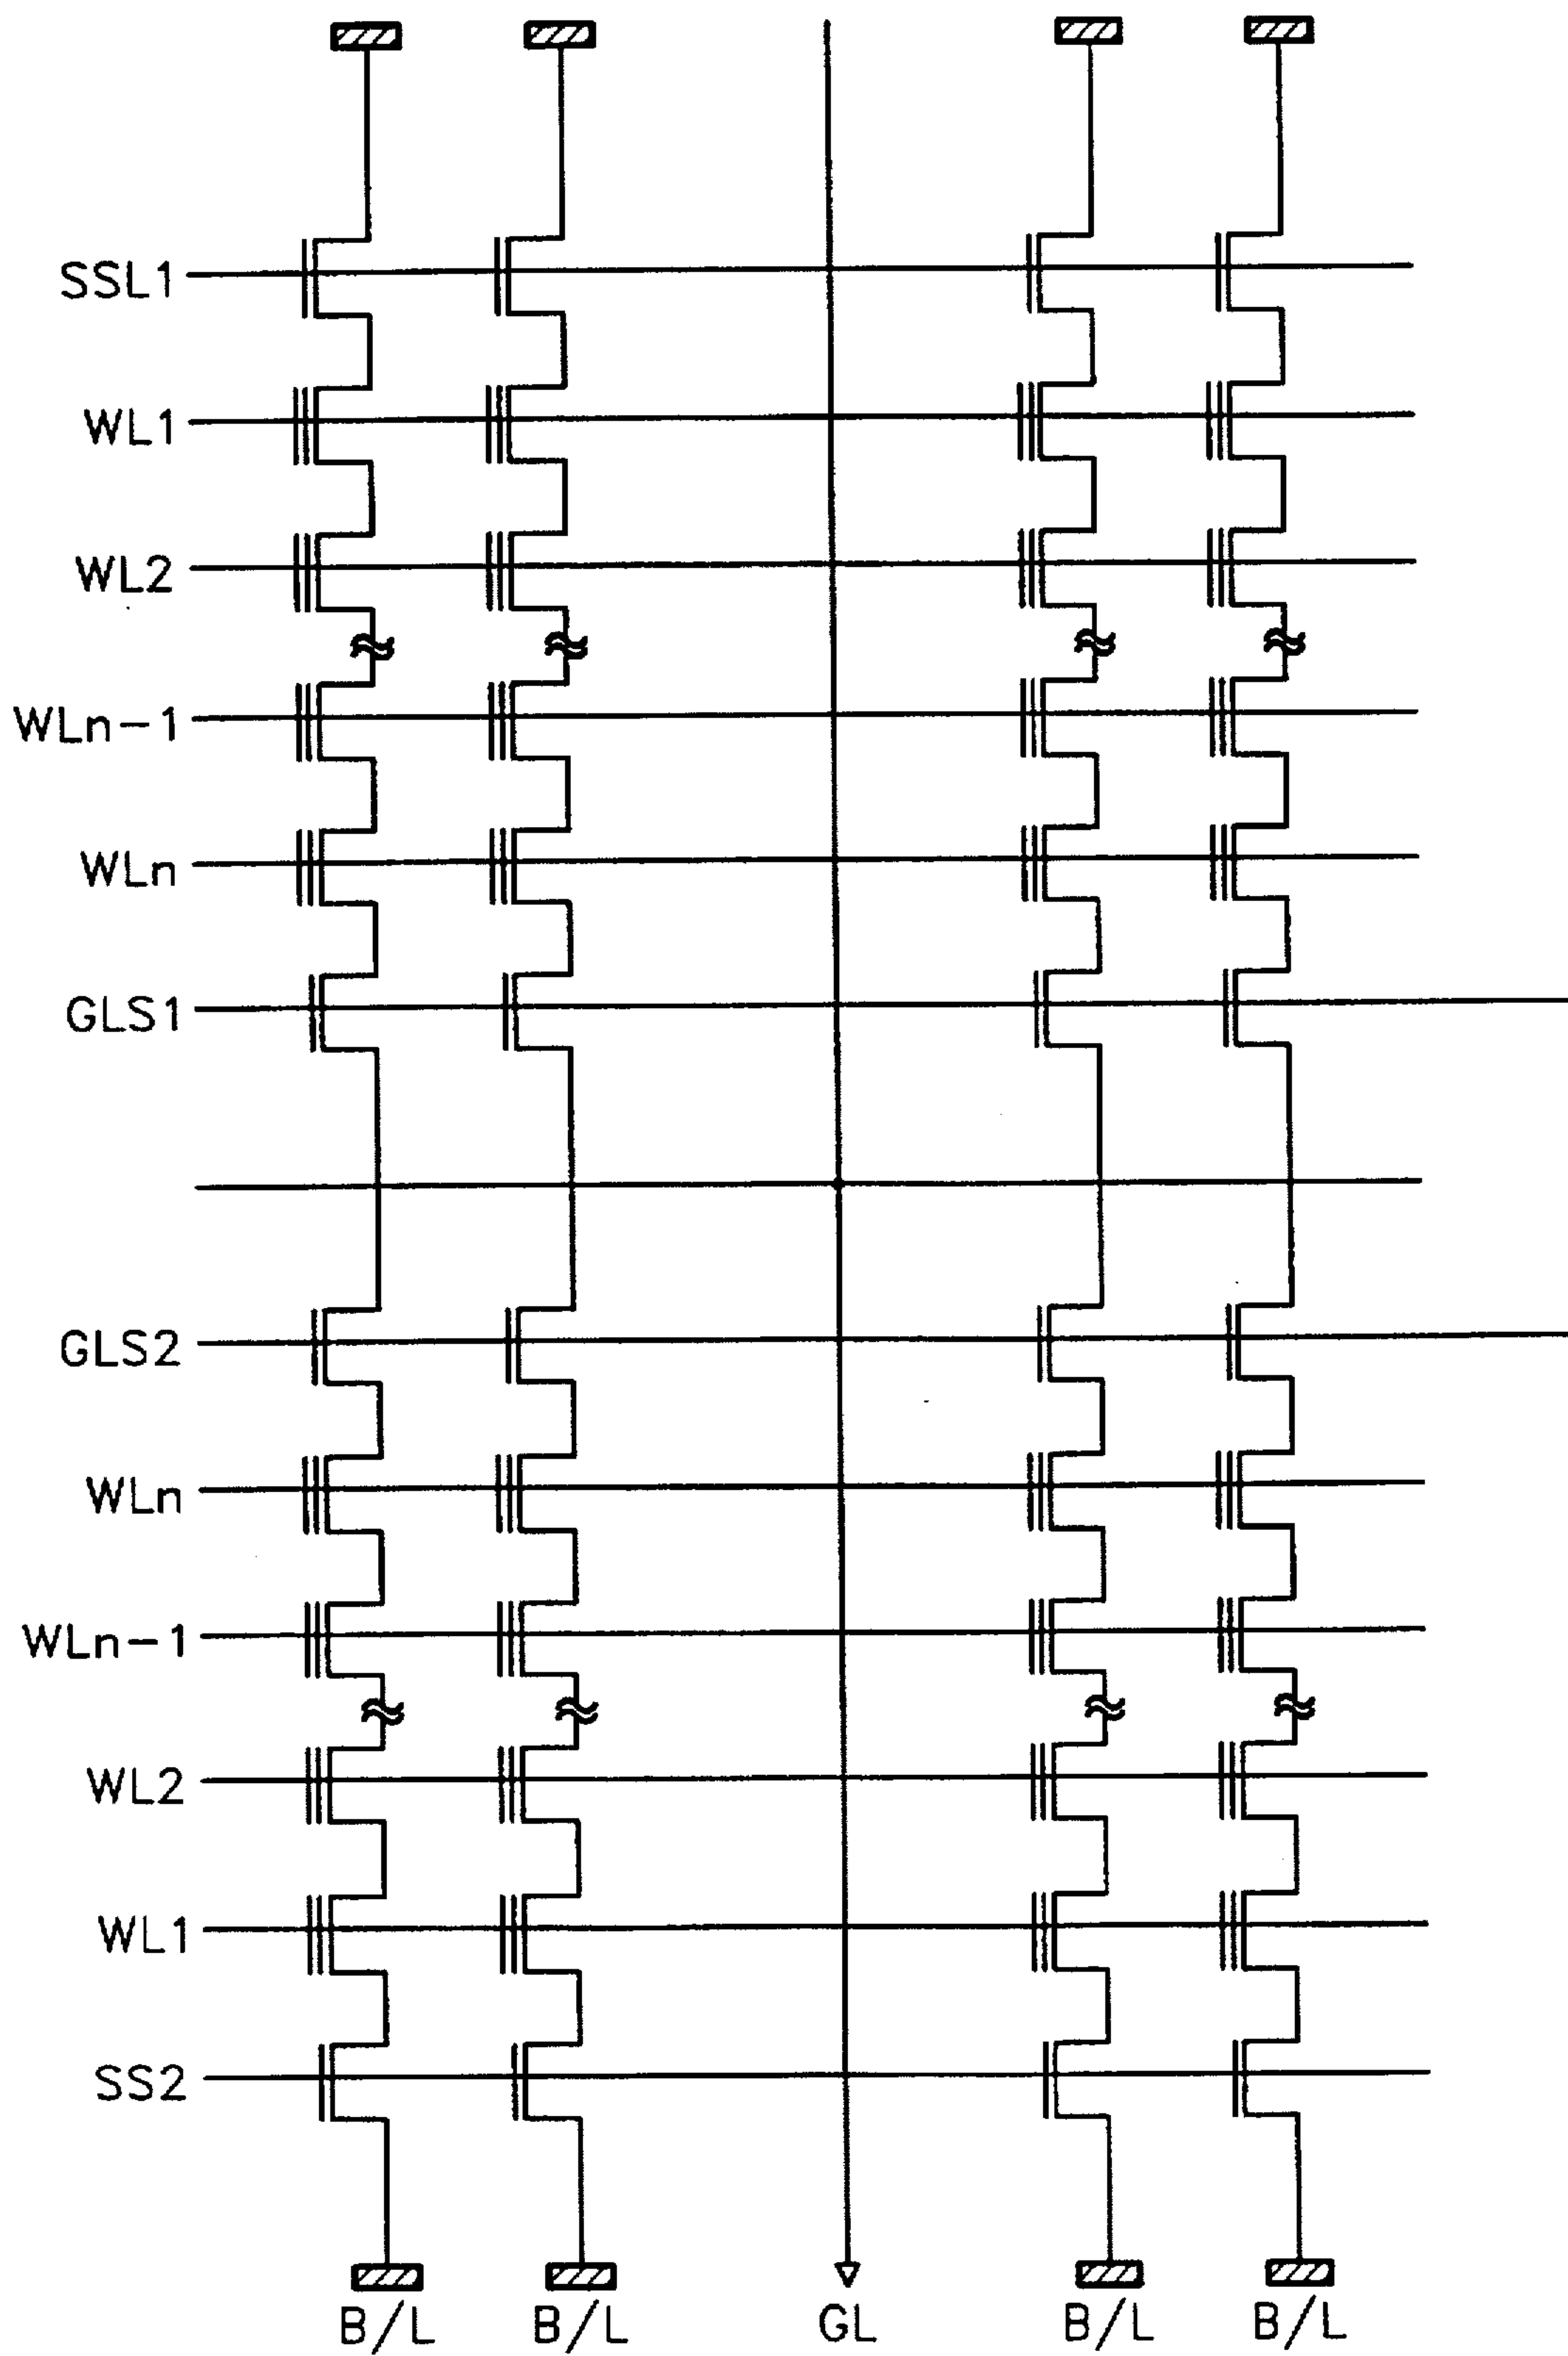 SSL1
WL1
WL2
WLn-1
WLn
GLS1
GLS2
WLn
WLn-1
WL2
WL1
SS2
B/L B/L GL B/L B/L